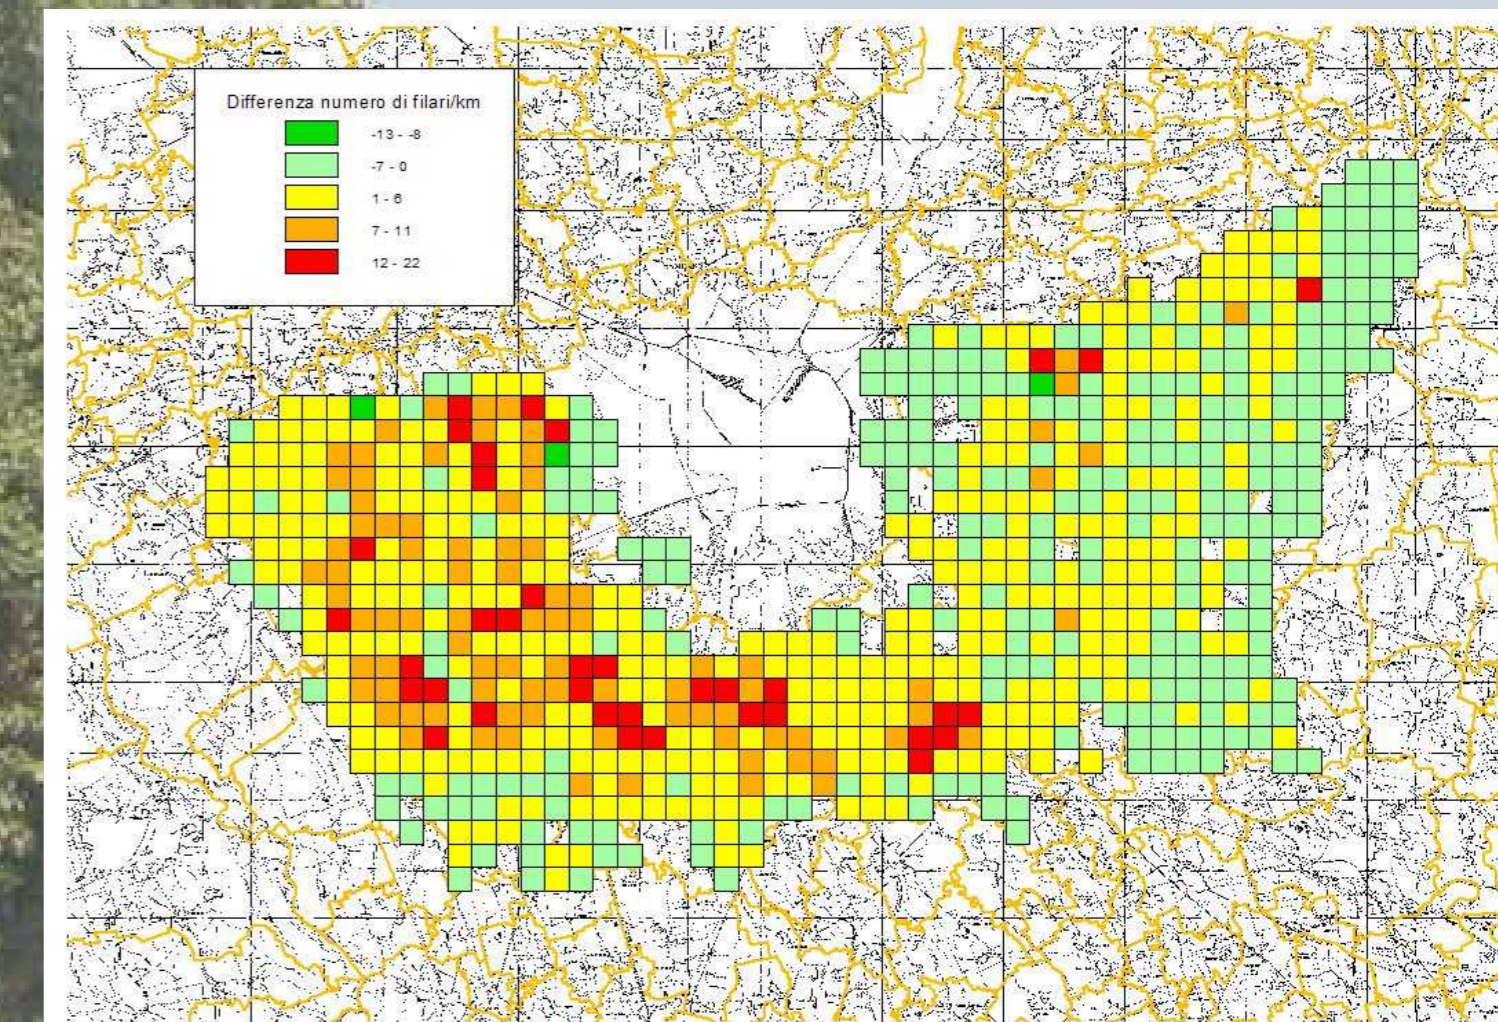 Differenza numero di filari/km
-13 - -8
-7 - 0
1 - 6
7 - 11
12 - 22